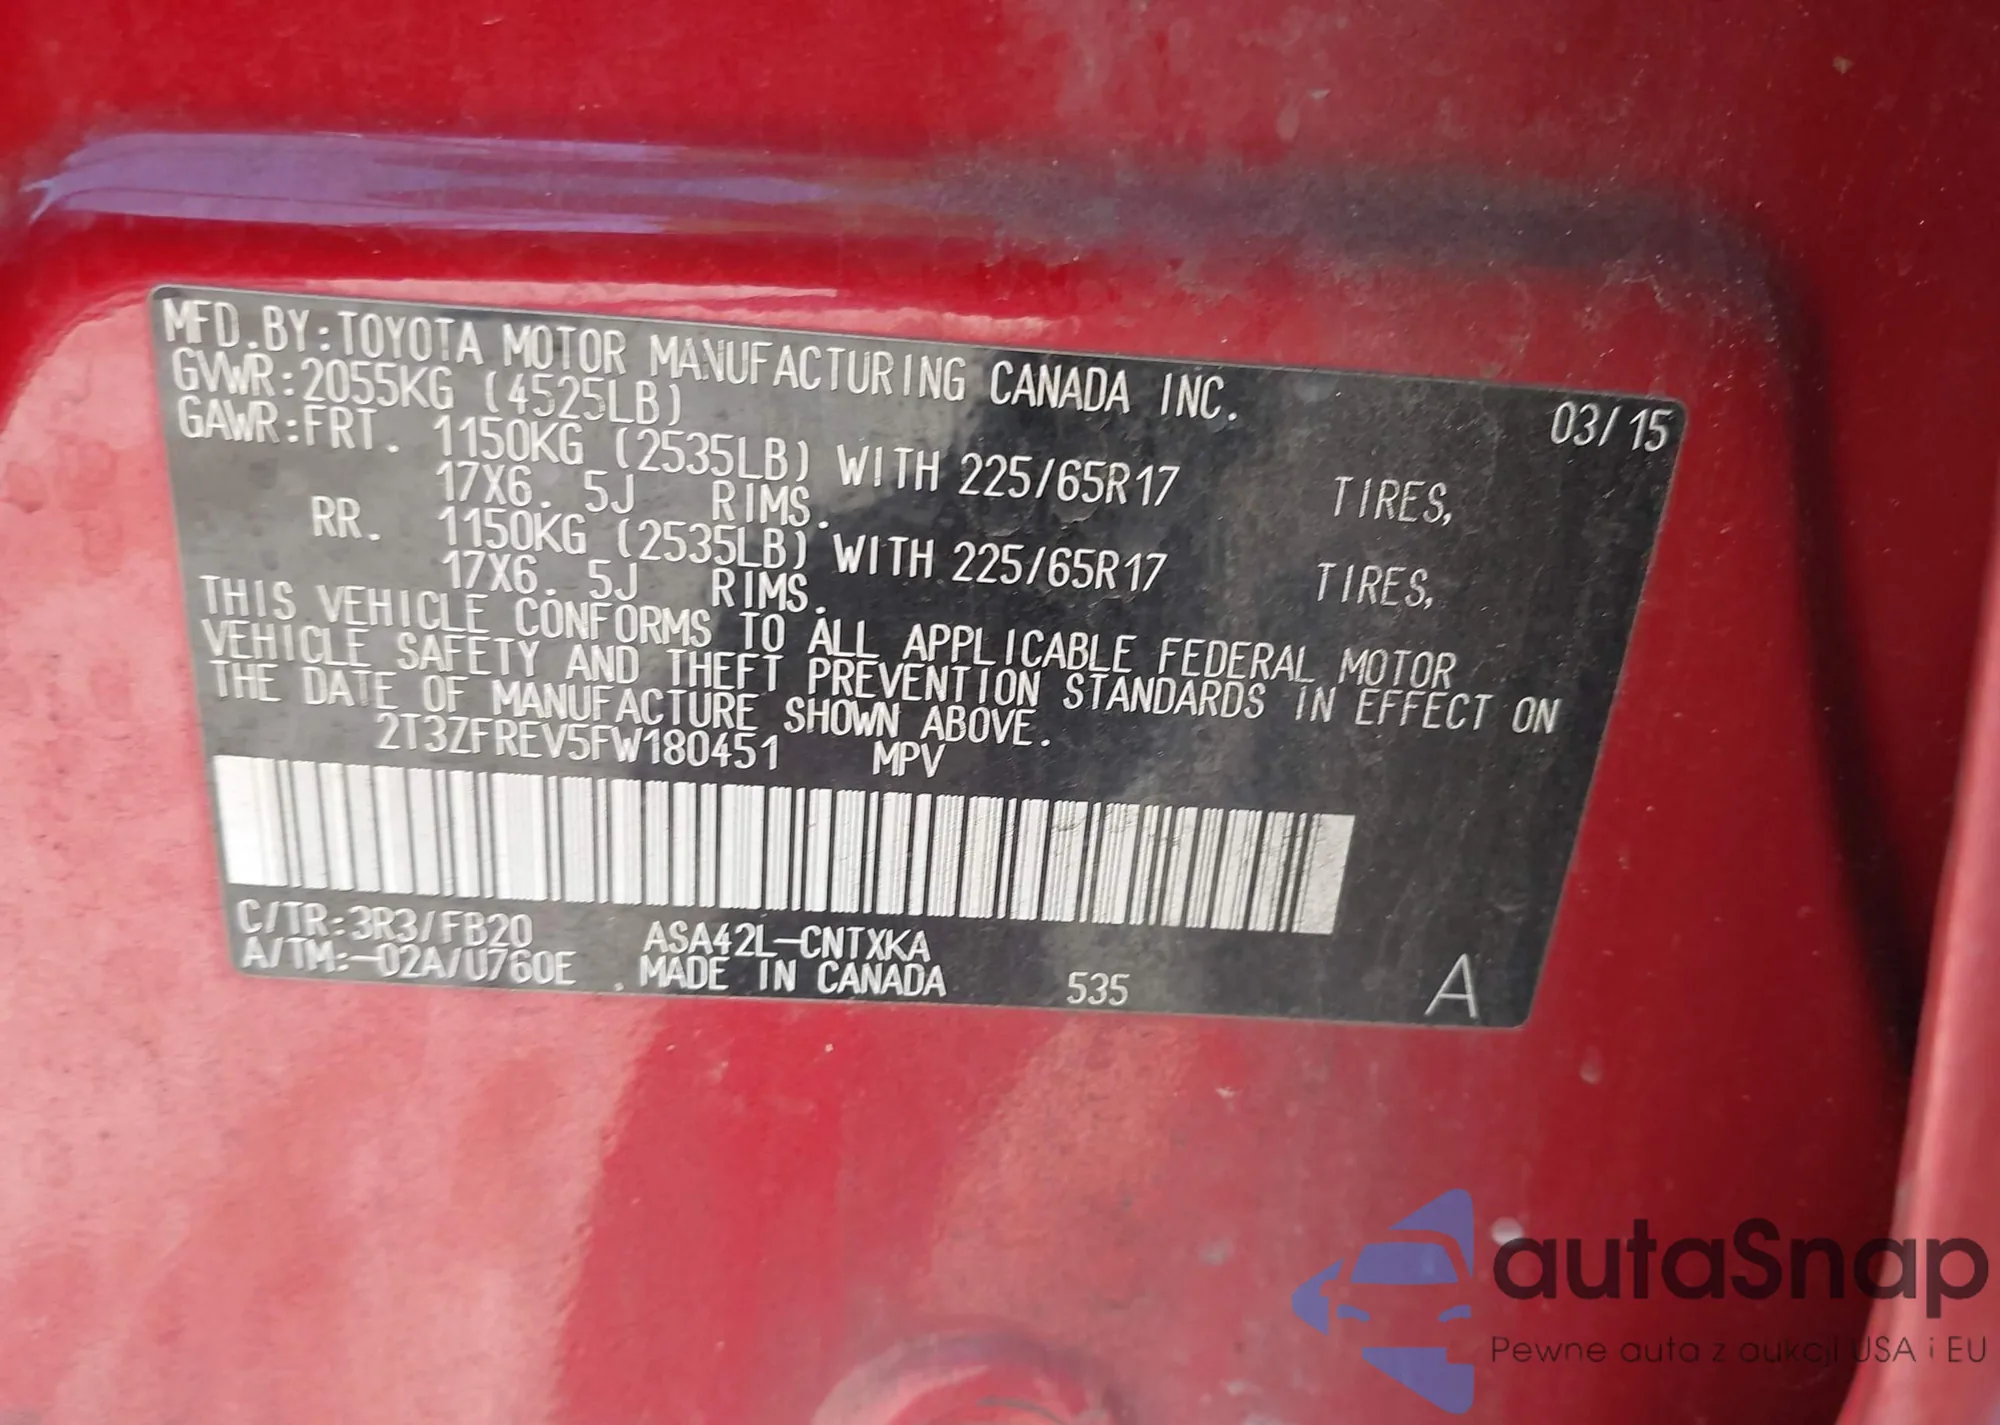 MFD.BY:TOYOTA MOTOR MANUFACTURING CANADA INC. 03/15
GVWR:2055KG (4525LB)
GAWR:FRT. 1150KG (2535LB) WITH 225/65R17 TIRES,
17X6.5J RIMS.
RR. 1150KG (2535LB) WITH 225/65R17 TIRES,
17X6.5J RIMS.
THIS VEHICLE CONFORMS TO ALL APPLICABLE FEDERAL MOTOR
VEHICLE SAFETY AND THEFT PREVENTION STANDARDS IN EFFECT ON
THE DATE OF MANUFACTURE SHOWN ABOVE.
2T3ZFREV5FW180451 MPV
C/TR:3R3/FB20 ASA42L-CNTXKA
A/TM:-02A/U760E .MADE IN CANADA 535 A
autaSnap
Pewne auta z aukcji USA i EU